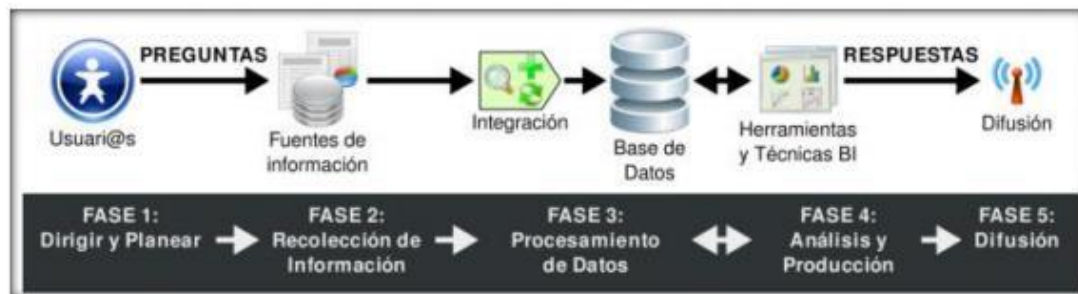 PREGUNTAS
RESPUESTAS
Usuari@s
Fuentes de
información
Integración
Base de
Datos
Herramientas
y Técnicas BI
Difusión
FASE 1:
Dirigir y Planear
FASE 2:
Recolección de
Información
FASE 3:
Procesamiento
de Datos
FASE 4:
Análisis y
Producción
FASE 5:
Difusión